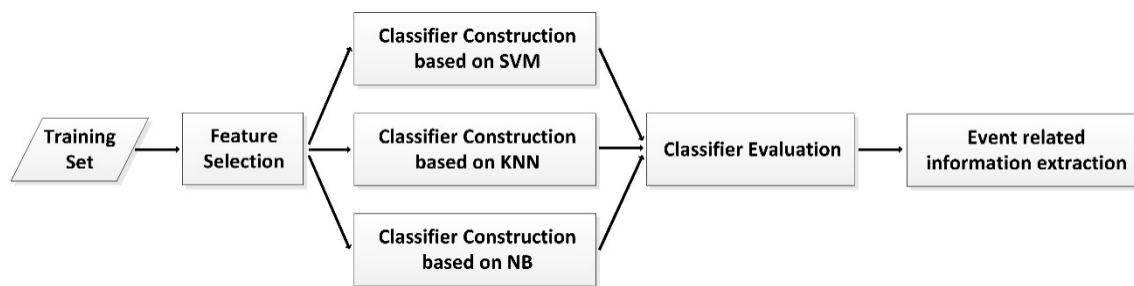 Training
Set
Feature
Selection
Classifier Construction
based on SVM
Classifier Construction
based on KNN
Classifier Construction
based on NB
Classifier Evaluation
Event related
information extraction